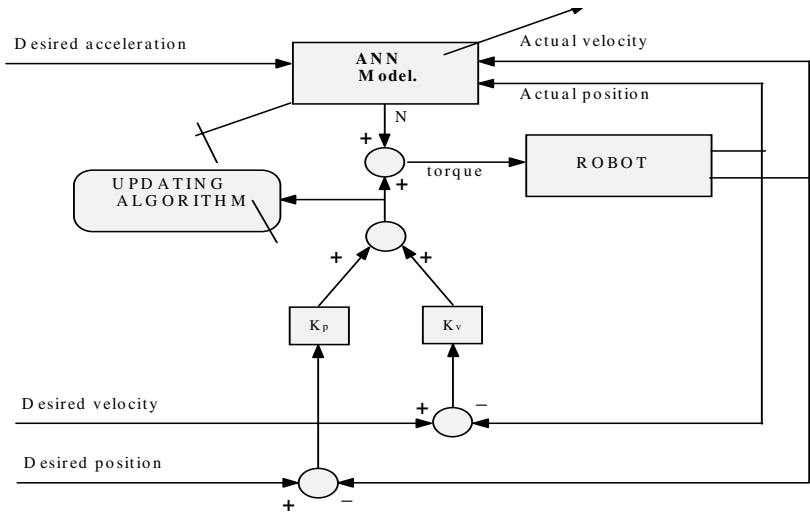 Desired acceleration
ANN
Model.
Actual velocity
Actual position
N
+
+
torque
ROBOT
UPDATING
ALGORITHM
+
+
Kp
Kv
Desired velocity
+
−
Desired position
+
−